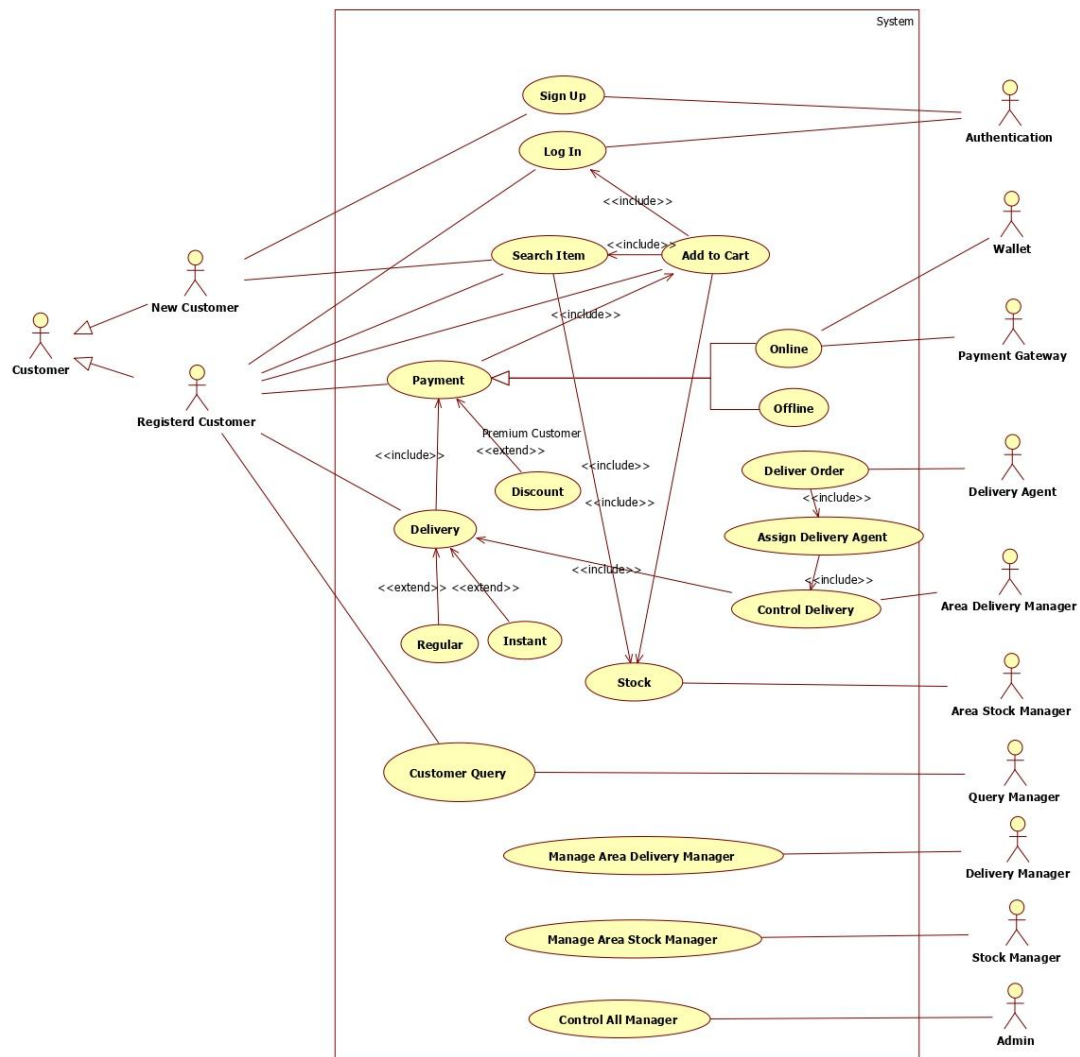 System
Sign Up
Authentication
Log In
<<include>>
Wallet
Search Item
<<include>>
Add to Cart
New Customer
<<include>>
Customer
Online
Payment Gateway
Payment
Registerd Customer
Offline
Premium Customer
<<extend>>
<<include>>
<<include>>
Deliver Order
Discount
Delivery Agent
<<include>>
<<include>>
Delivery
Assign Delivery Agent
<<include>>
<<include>>
<<extend>>
<<extend>>
Control Delivery
Area Delivery Manager
Regular
Instant
Stock
Area Stock Manager
Customer Query
Query Manager
Manage Area Delivery Manager
Delivery Manager
Manage Area Stock Manager
Stock Manager
Control All Manager
Admin